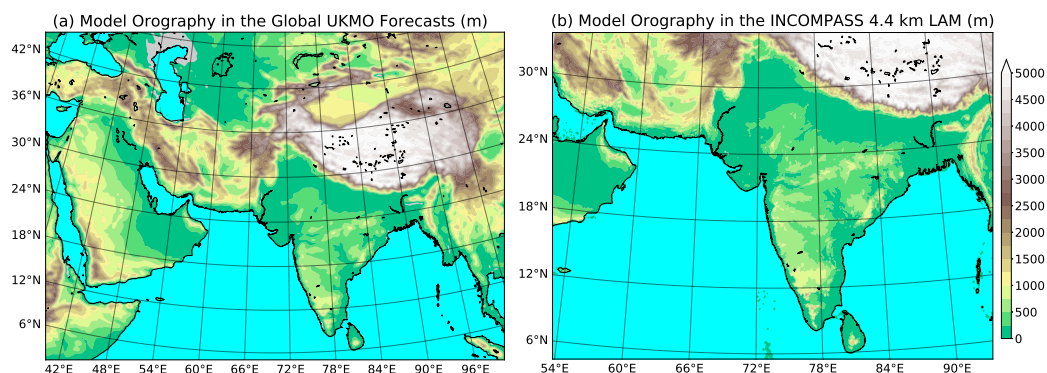 (a) Model Orography in the Global UKMO Forecasts (m)
42°N
36°N
30°N
24°N
18°N
12°N
6°N
42°E 48°E 54°E 60°E 66°E 72°E 78°E 84°E 90°E 96°E
(b) Model Orography in the INCOMPASS 4.4 km LAM (m)
30°N
24°N
18°N
12°N
6°N
54°E 60°E 66°E 72°E 78°E 84°E 90°E
5000
4500
4000
3500
3000
2500
2000
1500
1000
500
0